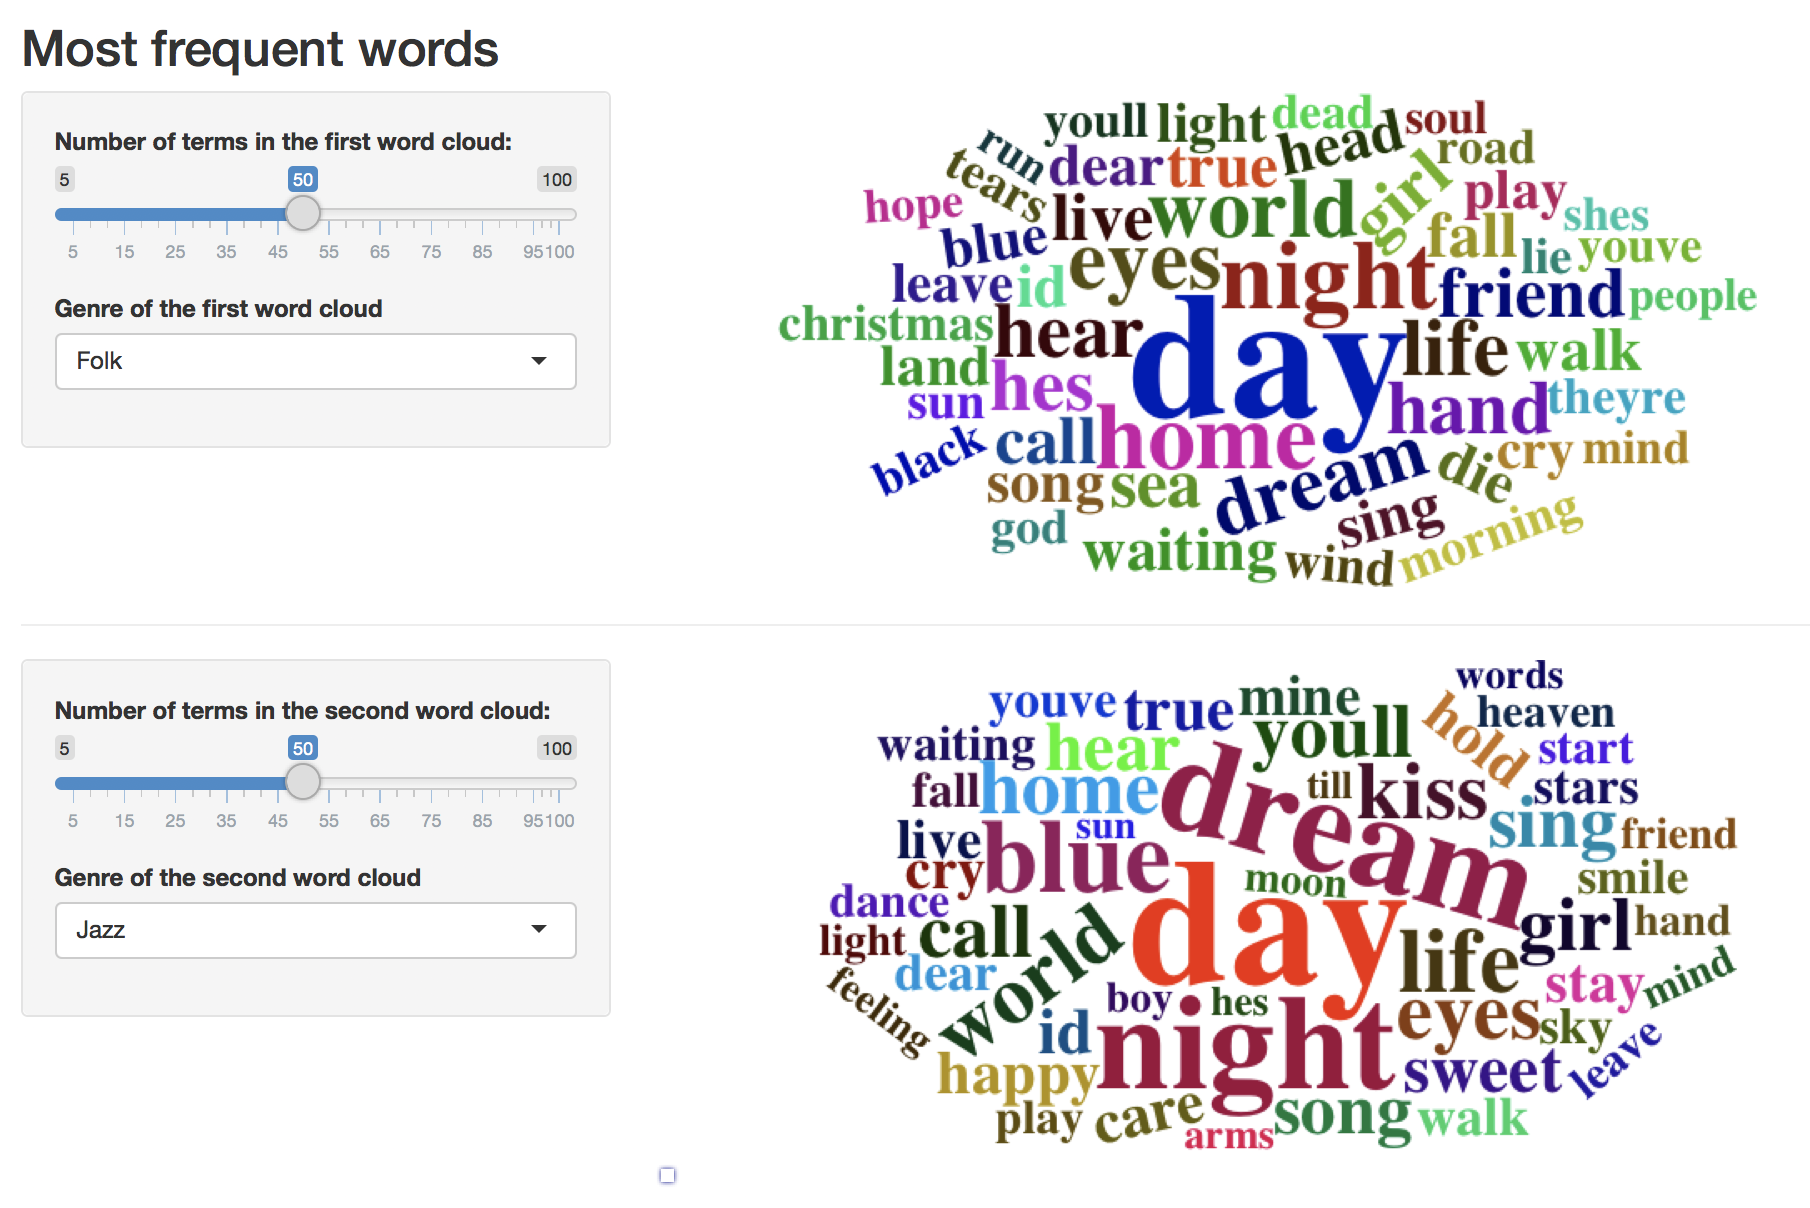 Most frequent words
Number of terms in the first word cloud:
5 50 100
5 15 25 35 45 55 65 75 85 95 100
Genre of the first word cloud
Folk
youll light dead soul
run dear true head girl road
tears hope live world play shes
blue eyes night fall lie youve
leave id friend people
christmas hear day life walk
land hes hand theyre
sun call home cry mind
black song sea dream die
god waiting sing wind morning
Number of terms in the second word cloud:
5 50 100
5 15 25 35 45 55 65 75 85 95 100
Genre of the second word cloud
Jazz
words
youve true mine youll hold heaven
waiting hear dream start
fall home till kiss stars
live sun sing friend
cry blue moon smile
dance day girl hand
light call world life
dear stay mind
feeling id boy hes eyes sky leave
happy night sweet
play care arms song walk